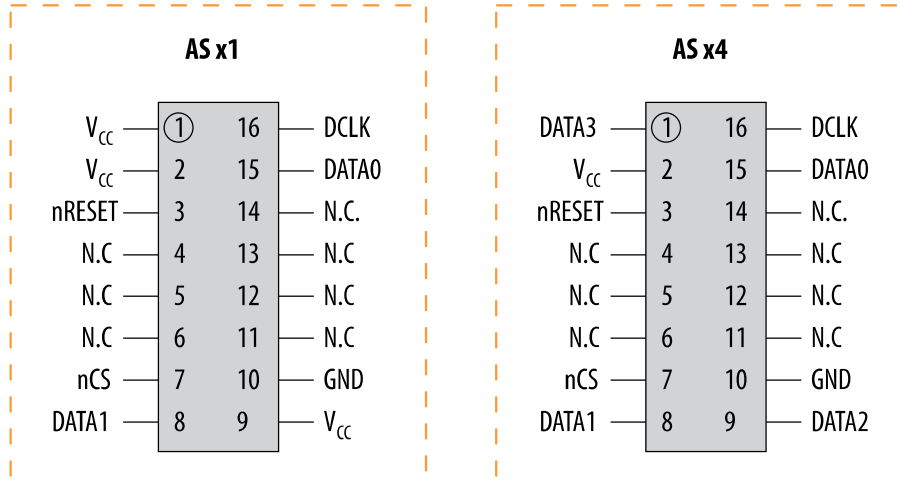 AS x1
AS x4
VCC 1 16 DCLK
VCC 2 15 DATA0
nRESET 3 14 N.C.
N.C 4 13 N.C
N.C 5 12 N.C
N.C 6 11 N.C
nCS 7 10 GND
DATA1 8 9 VCC
DATA3 1 16 DCLK
VCC 2 15 DATA0
nRESET 3 14 N.C.
N.C 4 13 N.C
N.C 5 12 N.C
N.C 6 11 N.C
nCS 7 10 GND
DATA1 8 9 DATA2